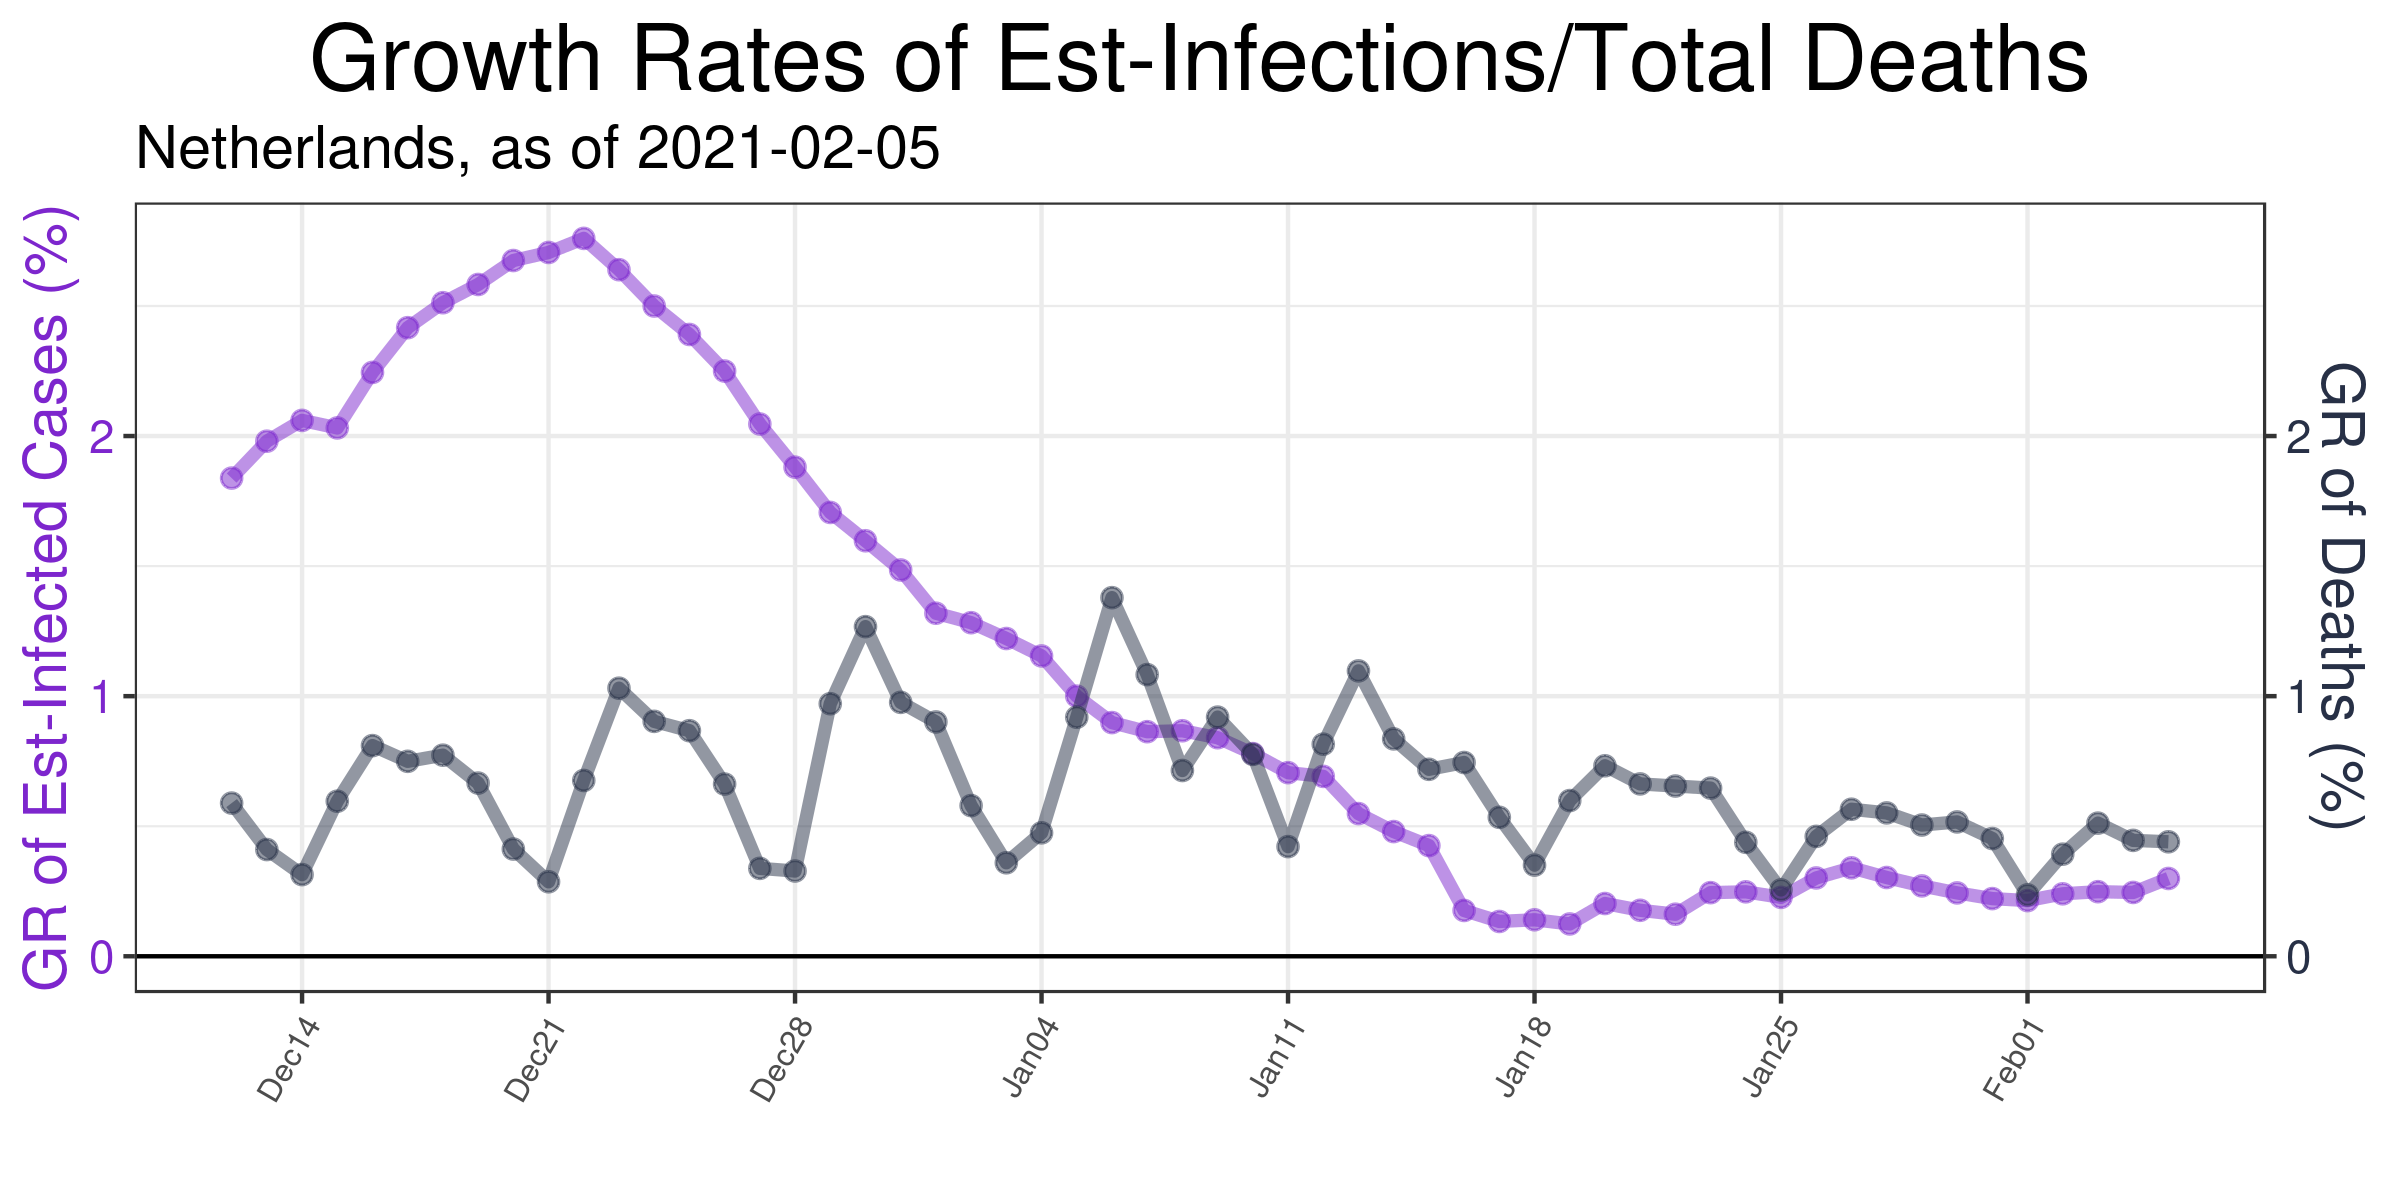 Growth Rates of Est-Infections/Total Deaths
Netherlands, as of 2021-02-05
GR of Est-Infected Cases (%)
2
1
0
GR of Deaths (%)
2
1
0
Dec14
Dec21
Dec28
Jan04
Jan11
Jan18
Jan25
Feb01